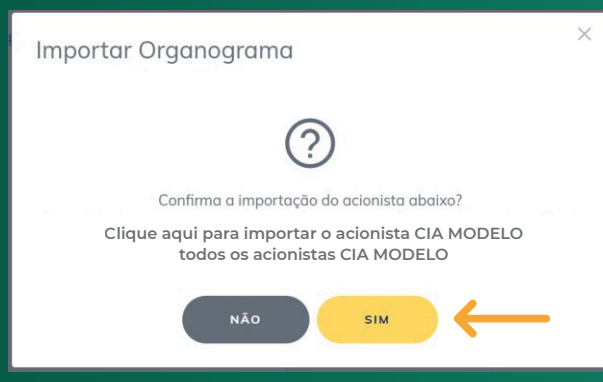 Importar Organograma
Confirma a importação do acionista abaixo?
Clique aqui para importar o acionista CIA MODELO
todos os acionistas CIA MODELO
NÃO
SIM